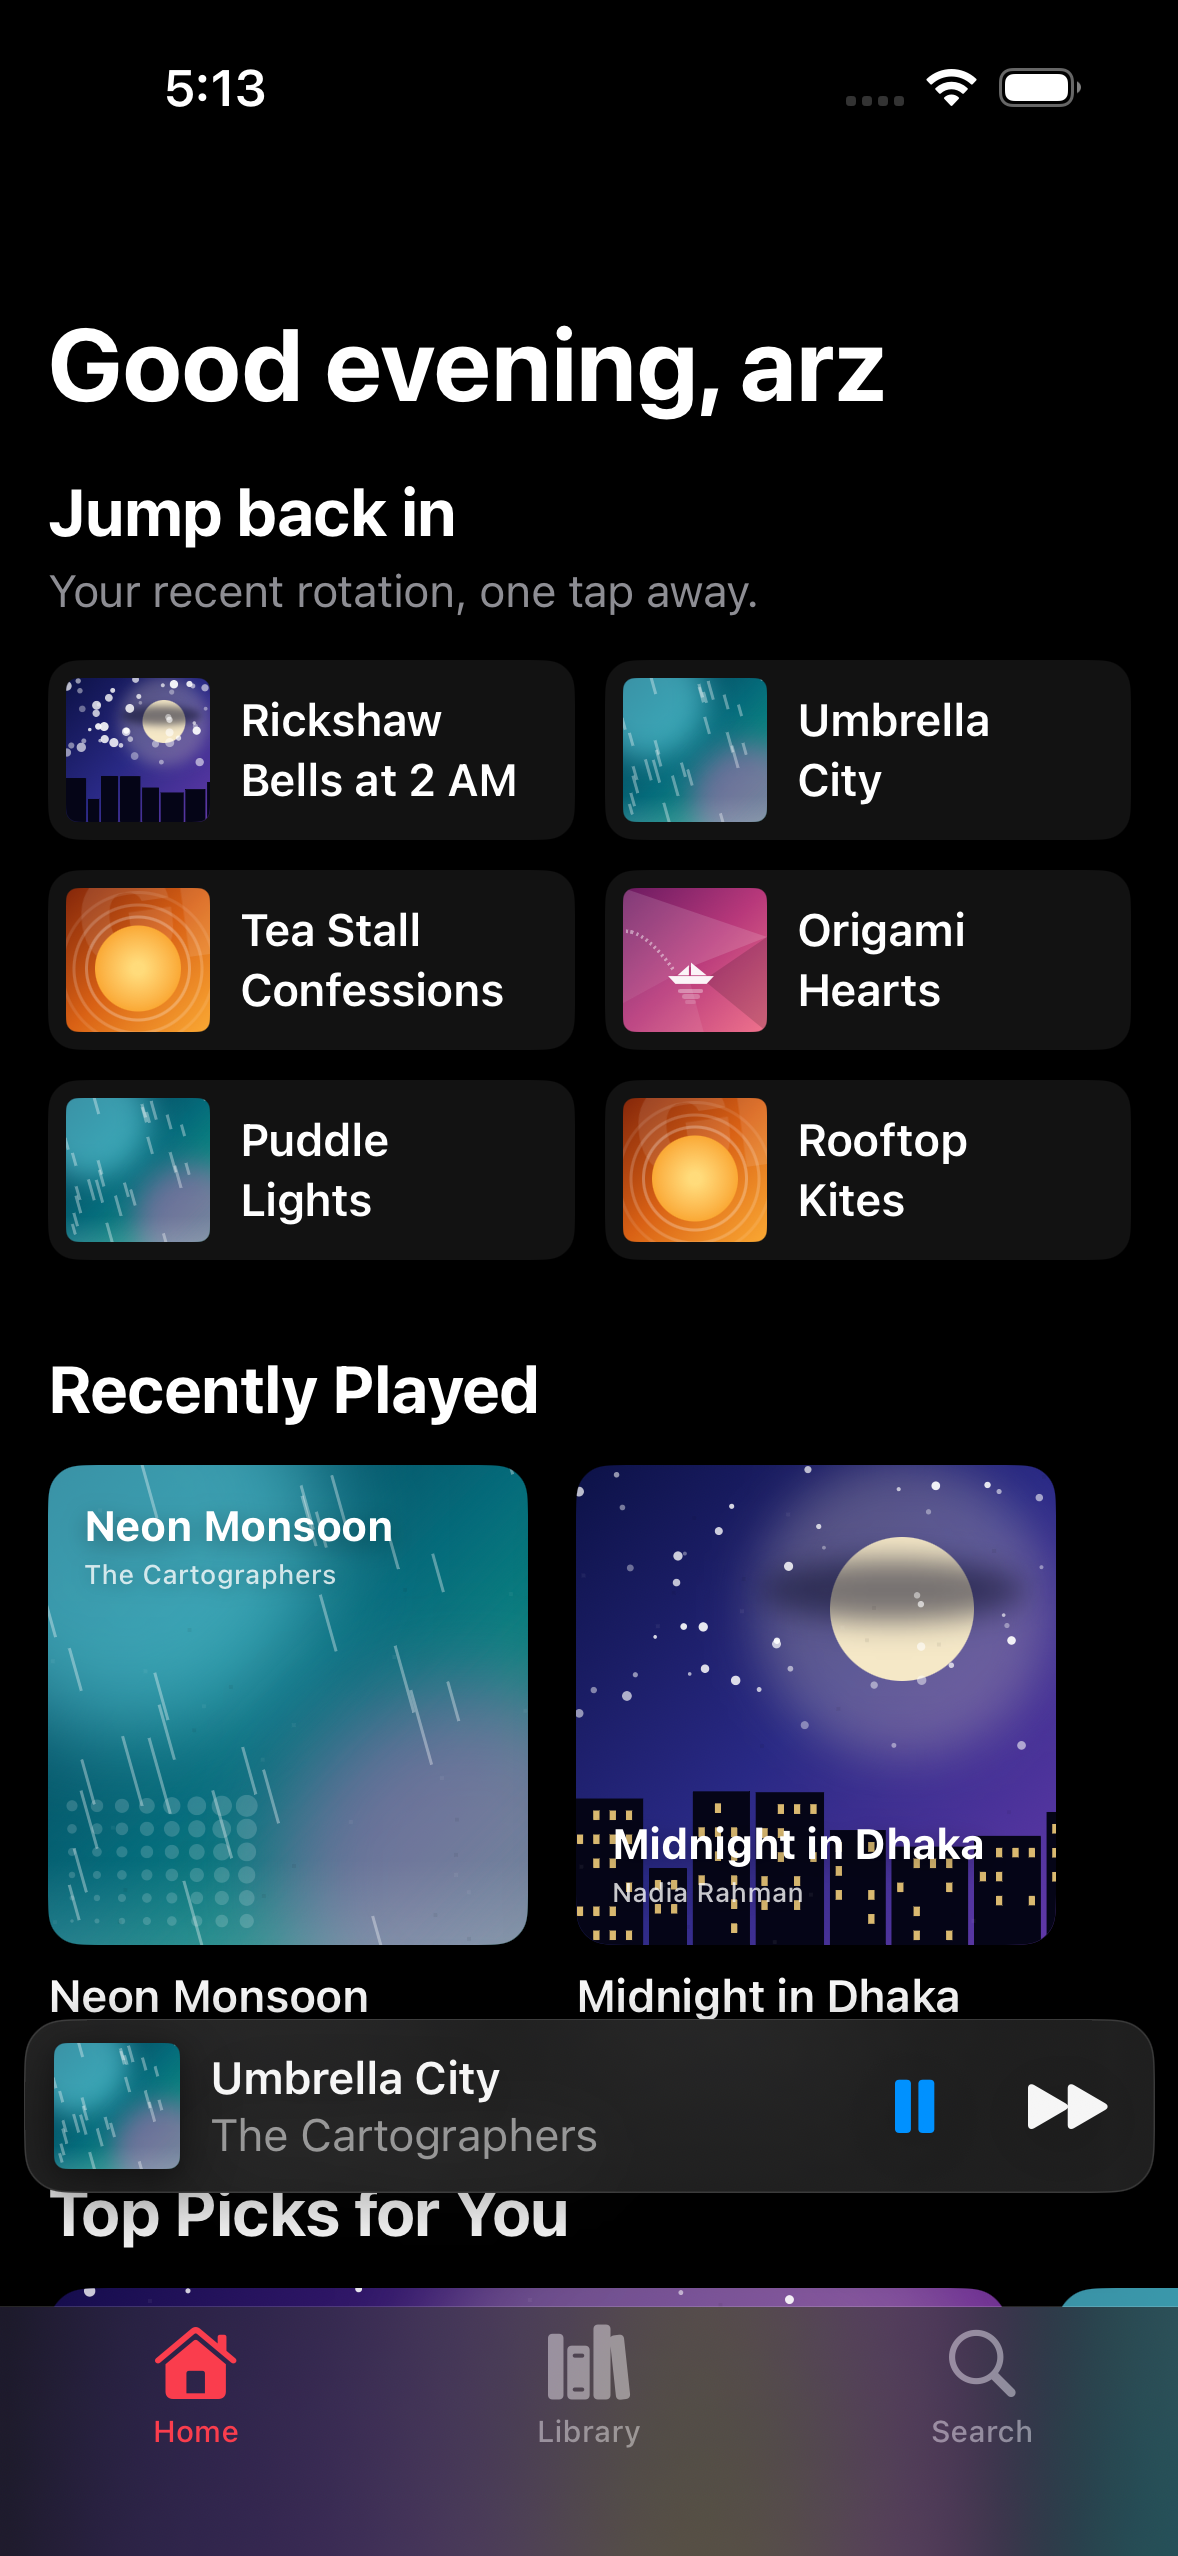 5:13
Good evening, arz
Jump back in
Your recent rotation, one tap away.
Rickshaw
Bells at 2 AM
Umbrella
City
Tea Stall
Confessions
Origami
Hearts
Puddle
Lights
Rooftop
Kites
Recently Played
Neon Monsoon
The Cartographers
Midnight in Dhaka
Nadia Rahman
Neon Monsoon
Midnight in Dhaka
Umbrella City
The Cartographers
Top Picks for You
Home
Library
Search